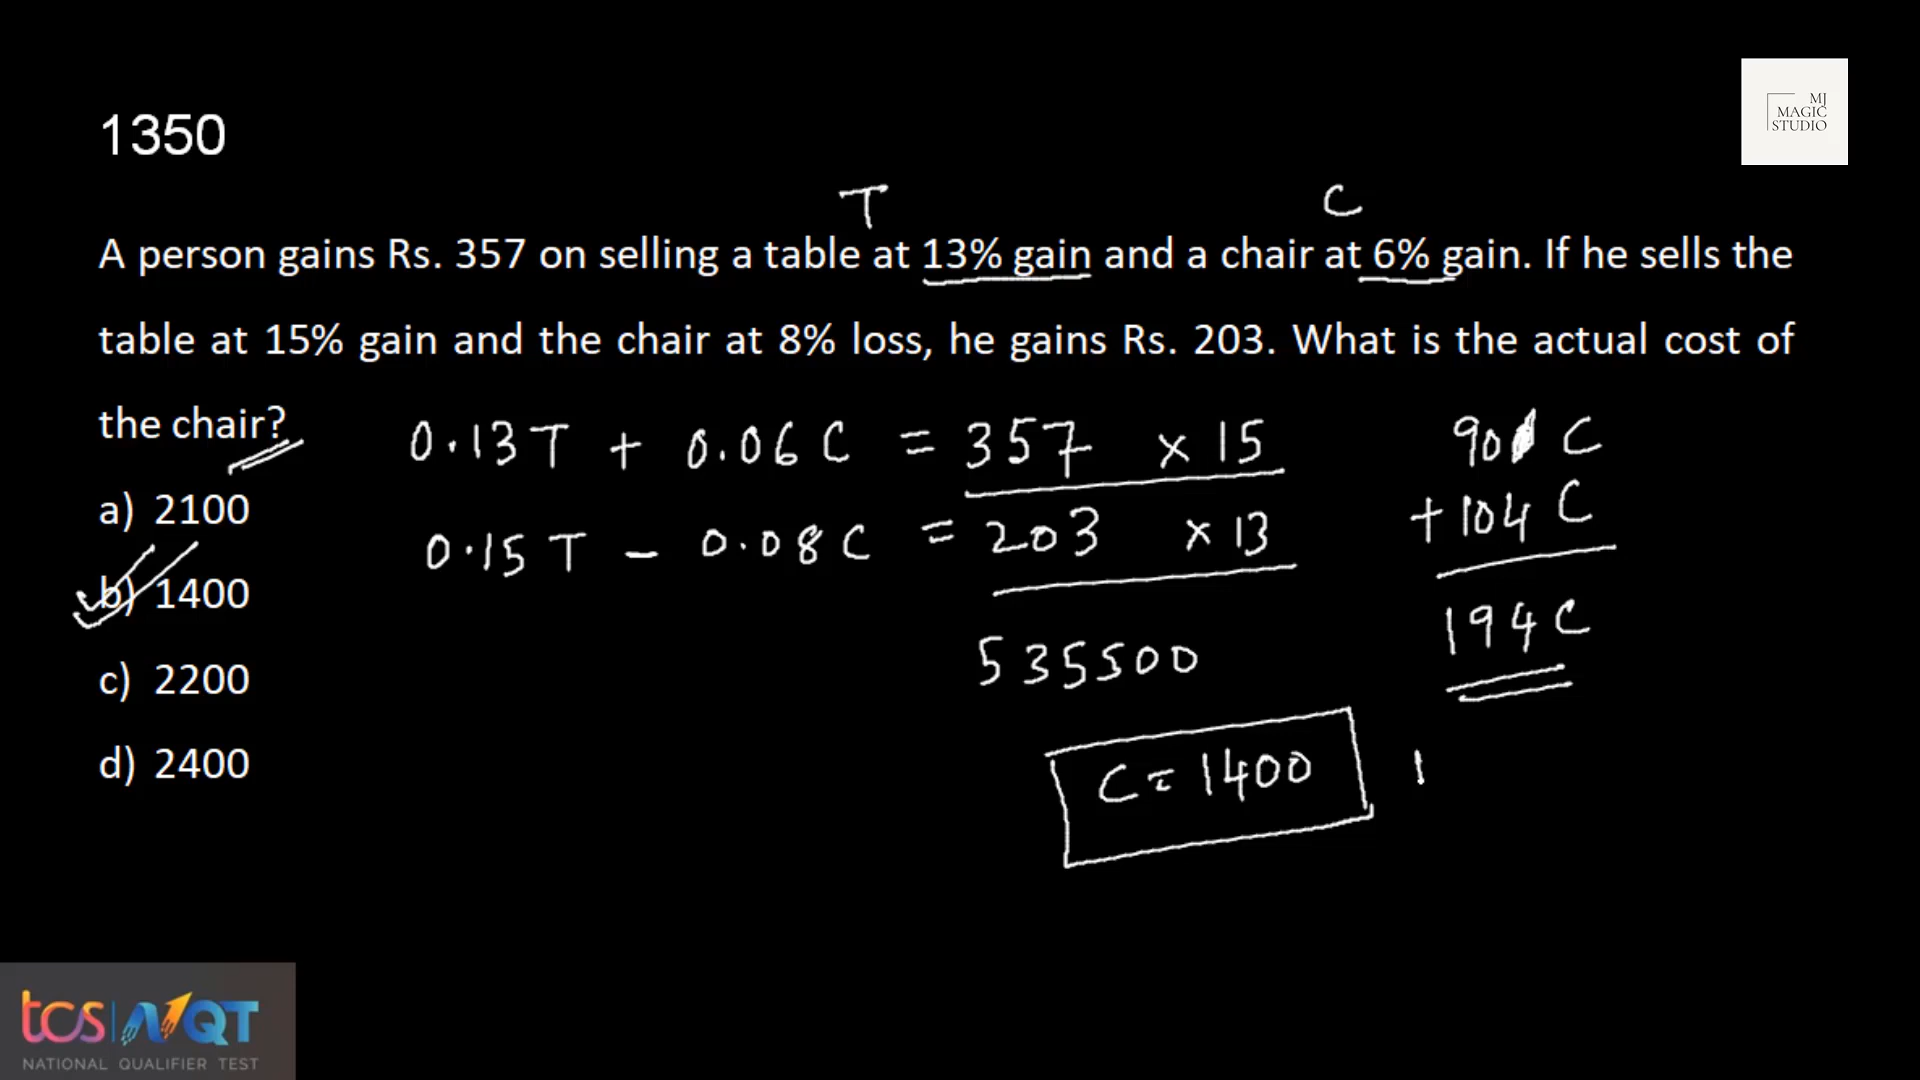 MJ
MAGIC
STUDIO
1350
T C
A person gains Rs. 357 on selling a table at 13% gain and a chair at 6% gain. If he sells the
table at 15% gain and the chair at 8% loss, he gains Rs. 203. What is the actual cost of
the chair?
0.13T + 0.06C = 357 × 15
0.15T - 0.08C = 203 × 13
90 C
+104 C
194 C
535500
C = 1400
a) 2100
b) 1400
c) 2200
d) 2400
tcs NQT
NATIONAL QUALIFIER TEST